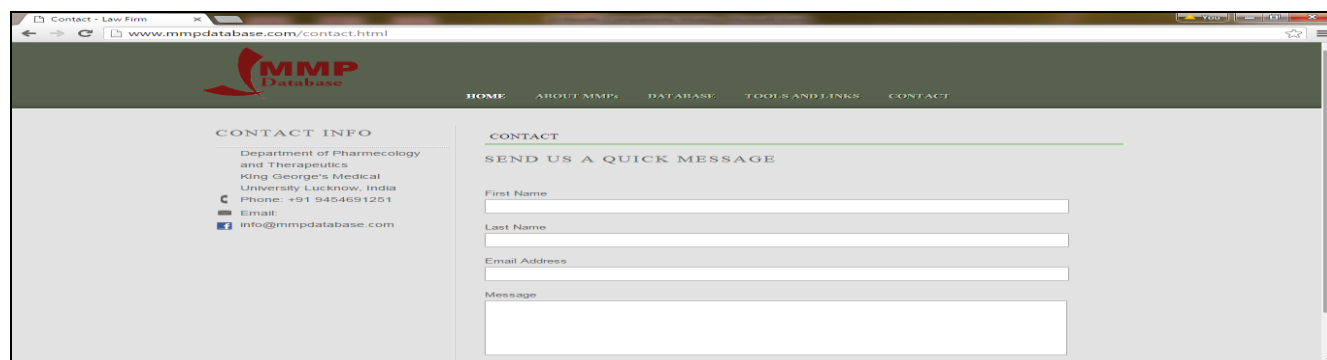 Contact - Law Firm
You
www.mmpdatabase.com/contact.html
MMP
Database
HOME ABOUT MMPs DATABASE TOOLS AND LINKS CONTACT
CONTACT INFO
Department of Pharmecology
and Therapeutics
King George's Medical
University Lucknow, India
Phone: +91 9454691251
Email:
info@mmpdatabase.com
CONTACT
SEND US A QUICK MESSAGE
First Name
Last Name
Email Address
Message